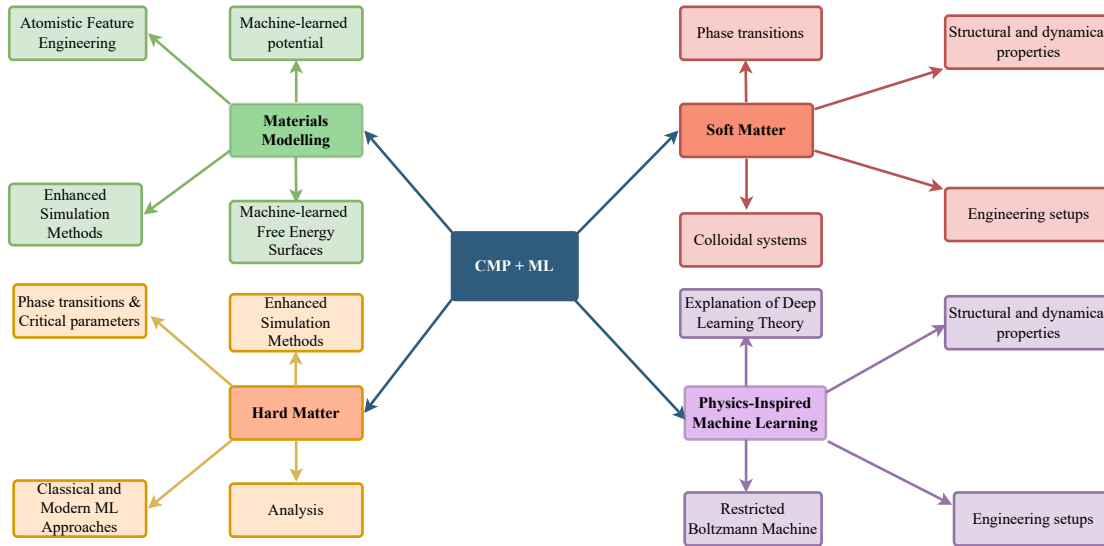 Atomistic Feature
Engineering
Machine-learned
potential
Materials
Modelling
Enhanced
Simulation
Methods
Machine-learned
Free Energy
Surfaces
Phase transitions
Structural and dynamica
properties
Soft Matter
Colloidal systems
Engineering setups
CMP + ML
Phase transitions &
Critical parameters
Enhanced
Simulation
Methods
Hard Matter
Classical and
Modern ML
Approaches
Analysis
Explanation of Deep
Learning Theory
Structural and dynamica
properties
Physics-Inspired
Machine Learning
Restricted
Boltzmann Machine
Engineering setups